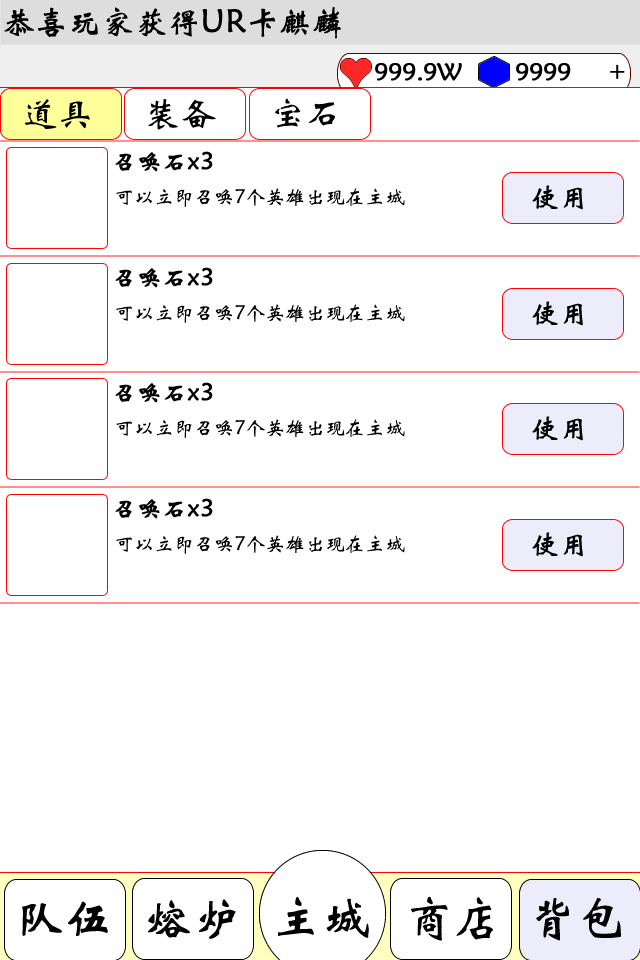 恭喜玩家获得UR卡麒麟
999.9W 9999 +
道具 装备 宝石
召唤石x3
可以立即召唤7个英雄出现在主城
使用
召唤石x3
可以立即召唤7个英雄出现在主城
使用
召唤石x3
可以立即召唤7个英雄出现在主城
使用
召唤石x3
可以立即召唤7个英雄出现在主城
使用
队伍 熔炉 主城 商店 背包